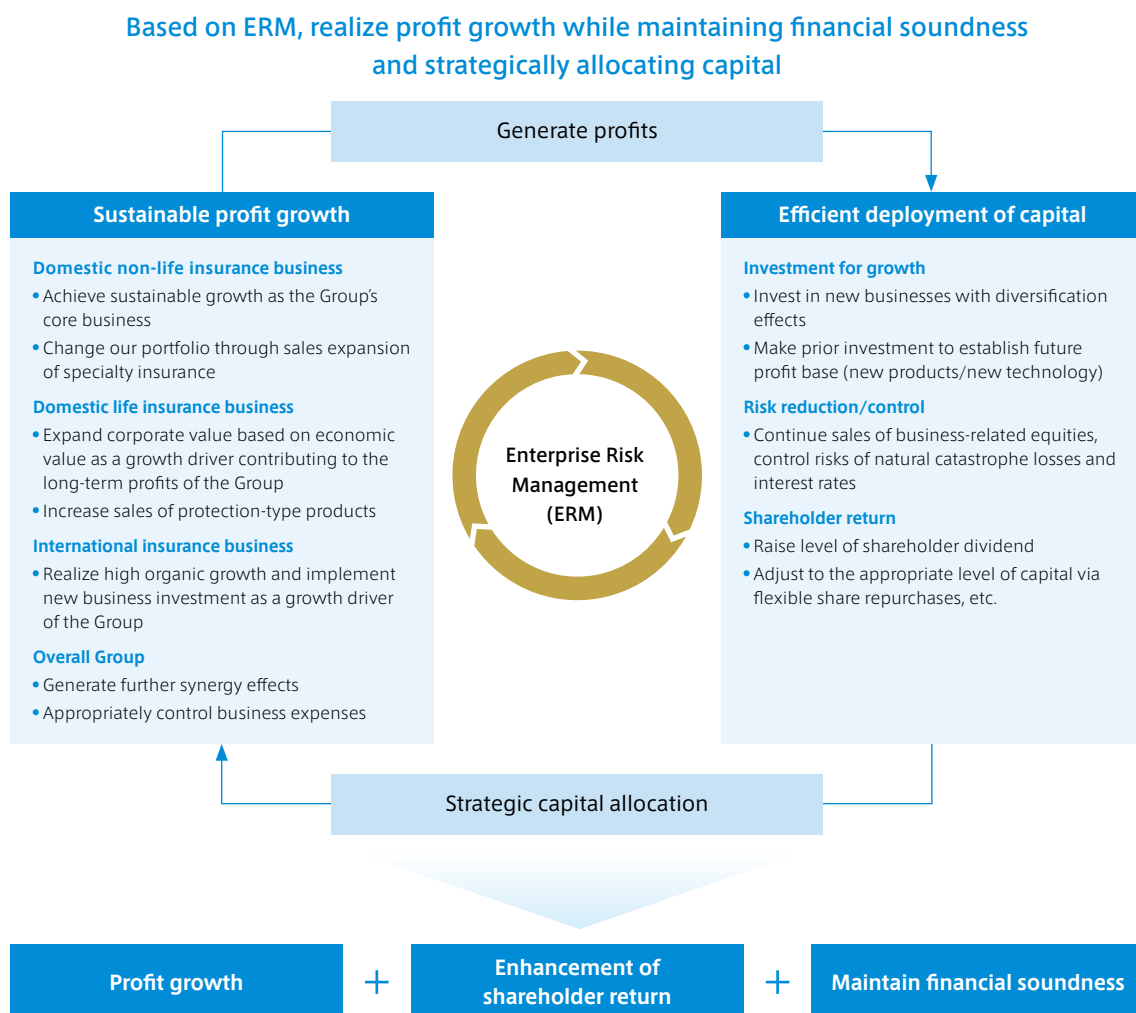 Based on ERM, realize profit growth while maintaining financial soundness
and strategically allocating capital
Generate profits
Sustainable profit growth
Domestic non-life insurance business
• Achieve sustainable growth as the Group's
core business
• Change our portfolio through sales expansion
of specialty insurance
Domestic life insurance business
• Expand corporate value based on economic
value as a growth driver contributing to the
long-term profits of the Group
• Increase sales of protection-type products
International insurance business
• Realize high organic growth and implement
new business investment as a growth driver
of the Group
Overall Group
• Generate further synergy effects
• Appropriately control business expenses
Enterprise Risk
Management
(ERM)
Efficient deployment of capital
Investment for growth
• Invest in new businesses with diversification
effects
• Make prior investment to establish future
profit base (new products/new technology)
Risk reduction/control
• Continue sales of business-related equities,
control risks of natural catastrophe losses and
interest rates
Shareholder return
• Raise level of shareholder dividend
• Adjust to the appropriate level of capital via
flexible share repurchases, etc.
Strategic capital allocation
Profit growth
+
Enhancement of
shareholder return
+
Maintain financial soundness